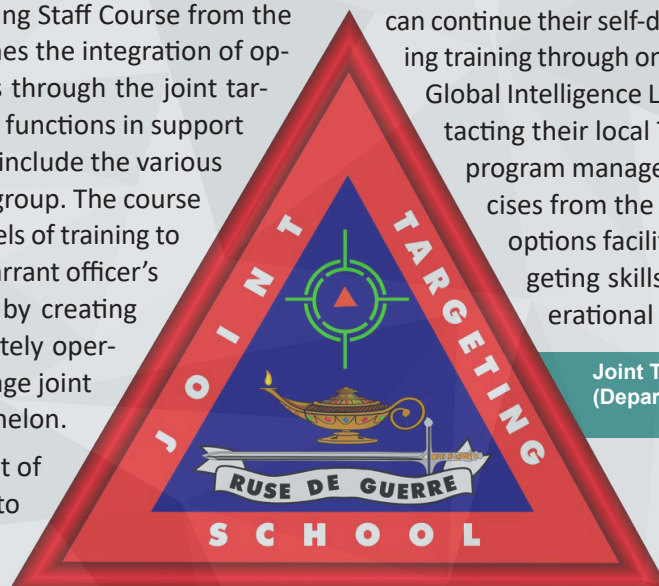 ing Staff Course from the
nes the integration of op-
s through the joint tar-
functions in support
include the various
group. The course
els of training to
arrant officer's
by creating
tely oper-
age joint
helon.
t of
to
can continue their self-d
ing training through on
Global Intelligence L
tacting their local
program manage
cises from the
options facilit
geting skills
erational
JOINT TARGETING
RUSE DE GUERRE
SCHOOL
Joint T
(Depar